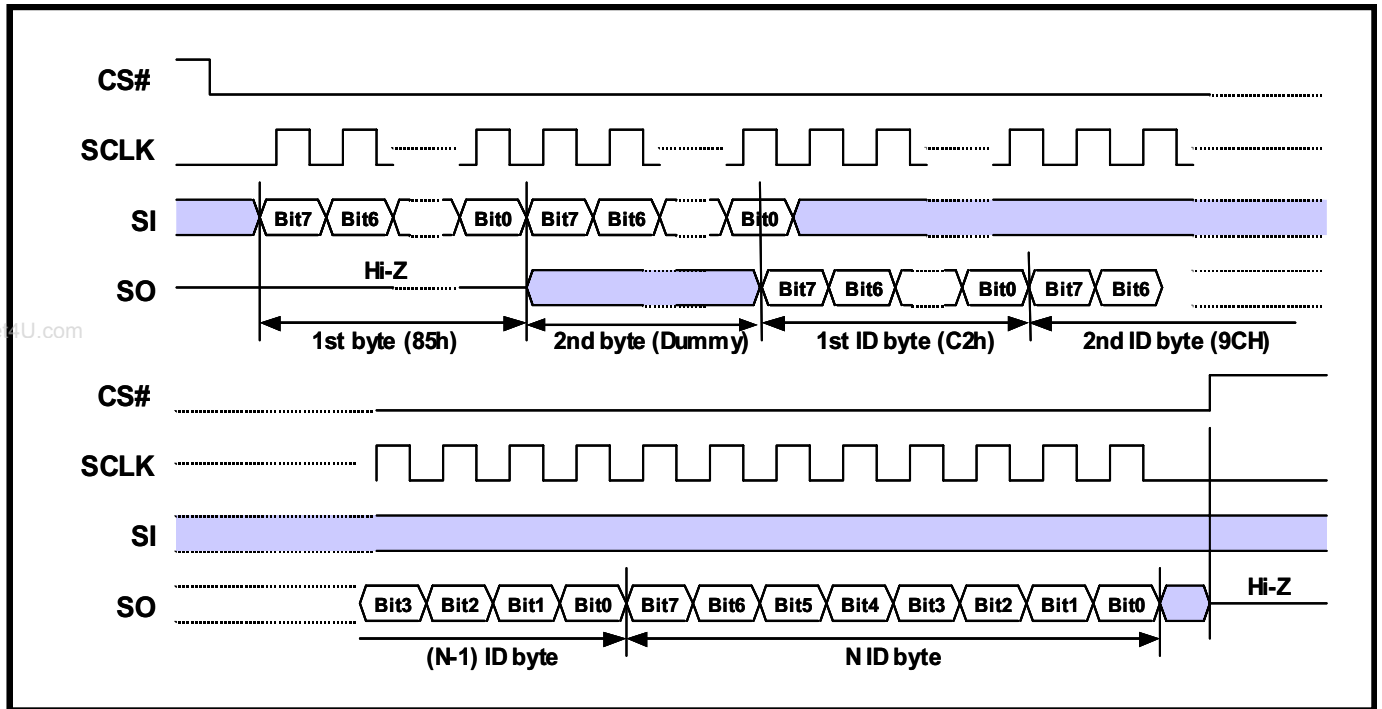 CS#
SCLK
SI Bit7 Bit6 Bit0 Bit7 Bit6 Bit0
Hi-Z
SO Bit7 Bit6 Bit0 Bit7 Bit6
1st byte (85h) 2nd byte (Dummy) 1st ID byte (C2h) 2nd ID byte (9CH)
CS#
SCLK
SI
SO Bit3 Bit2 Bit1 Bit0 Bit7 Bit6 Bit5 Bit4 Bit3 Bit2 Bit1 Bit0 Hi-Z
(N-1) ID byte N ID byte